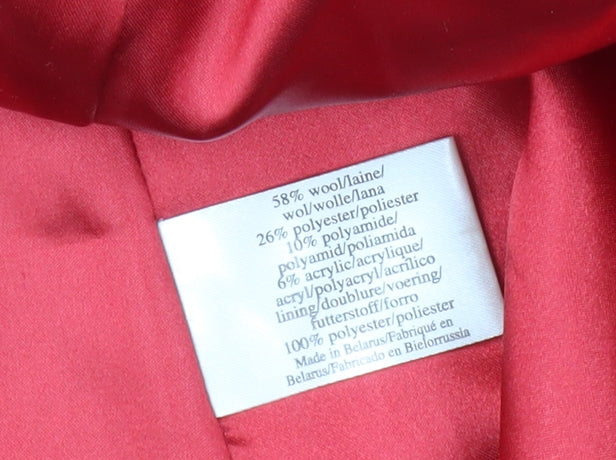 58% wool/laine/
wol/wolle/lana
26% polyester/poliester
10% polyamide/
polyamid/poliamida
6% acrylic/acrylique/
acryl/polyacryl/acrílico
lining/doublure/voering/
futterstoff/forro
100% polyester/poliester
Made in Belarus/Fabriqué en
Belarus/Fabricado en Bielorrussia